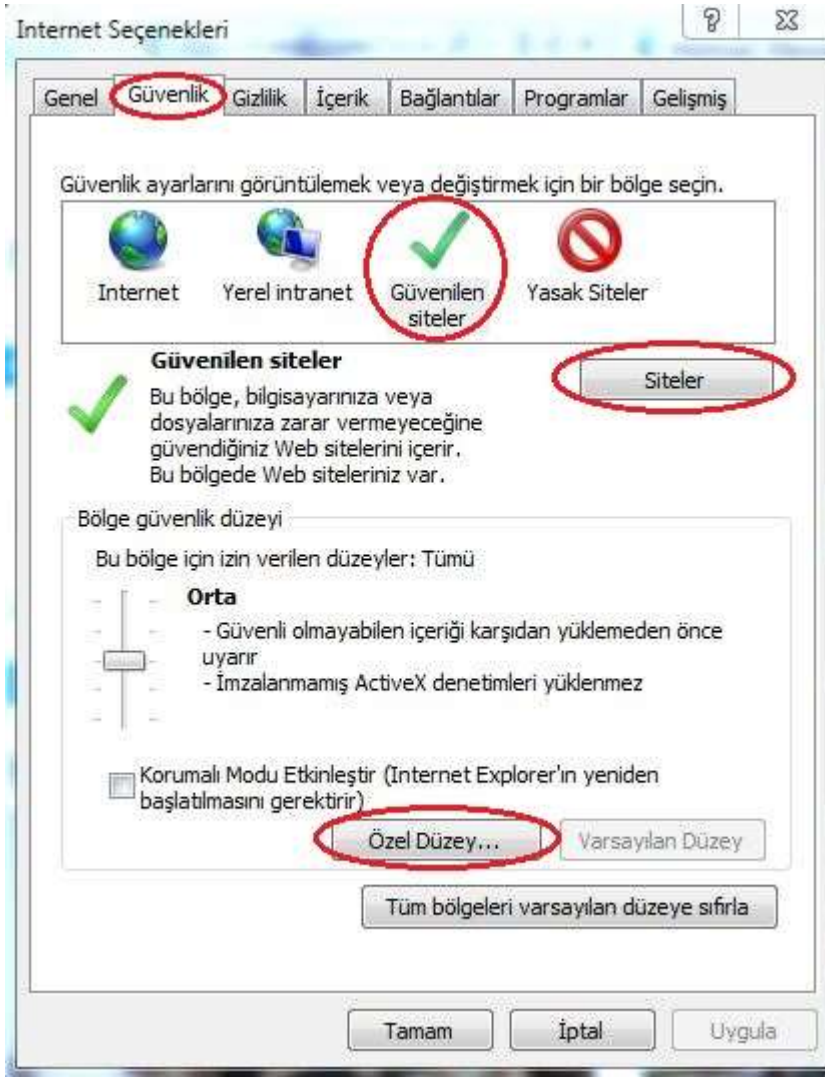 Internet Seçenekleri
Genel Güvenlik Gizlilik İçerik Bağlantılar Programlar Gelişmiş
Güvenlik ayarlarını görüntülemek veya değiştirmek için bir bölge seçin.
Internet Yerel intranet Güvenilen siteler Yasak Siteler
Güvenilen siteler
Siteler
Bu bölge, bilgisayarınıza veya
dosyalarınıza zarar vermeyeceğine
güvendiğiniz Web sitelerini içerir.
Bu bölgede Web siteleriniz var.
Bölge güvenlik düzeyi
Bu bölge için izin verilen düzeyler: Tümü
Orta
- Güvenli olmayabilen içeriği karşıdan yüklemeden önce
uyarır
- İmzalanmamış ActiveX denetimleri yüklenmez
Korumalı Modu Etkinleştir (Internet Explorer'ın yeniden
başlatılmasını gerektirir)
Özel Düzey... Varsayılan Düzey
Tüm bölgeleri varsayılan düzeye sıfırla
Tamam İptal Uygula